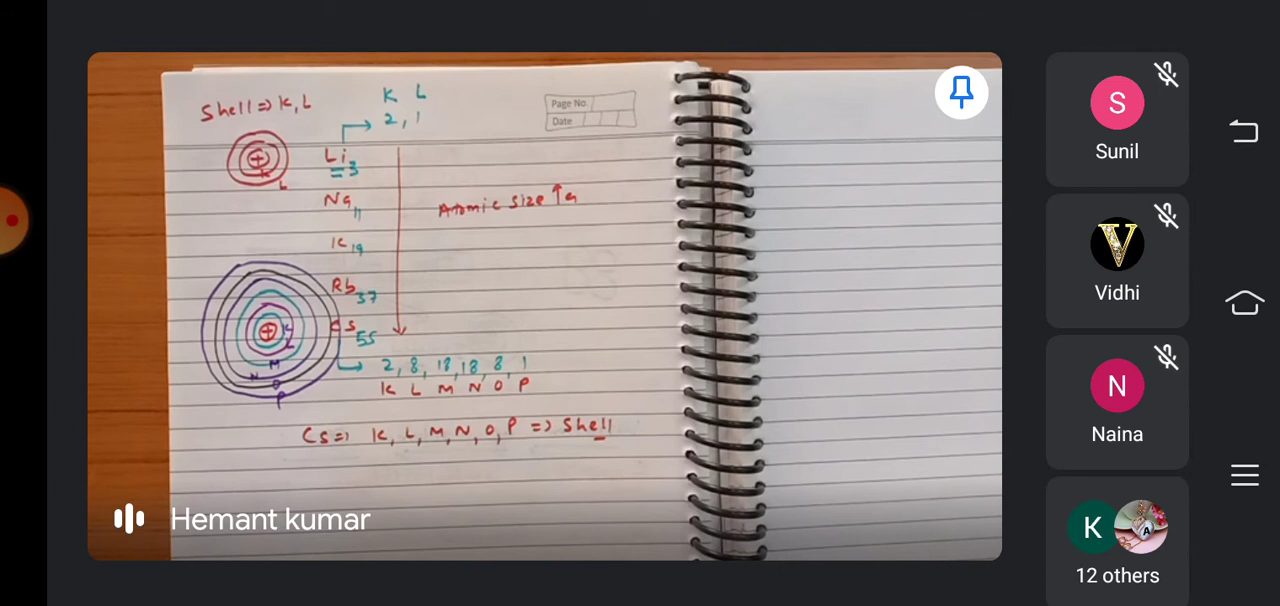 Shell => K, L
K L
2, 1
Page No.
Date
Li 3
K
L
Na 11
Atomic size ↑es
K 19
Rb 37
Cs 55
K
L
M
N
O
P
2, 8, 18, 18, 8, 1
K L M N O P
Cs => K, L, M, N, O, P => Shell
Hemant kumar
S
Sunil
V
Vidhi
N
Naina
K
A
12 others